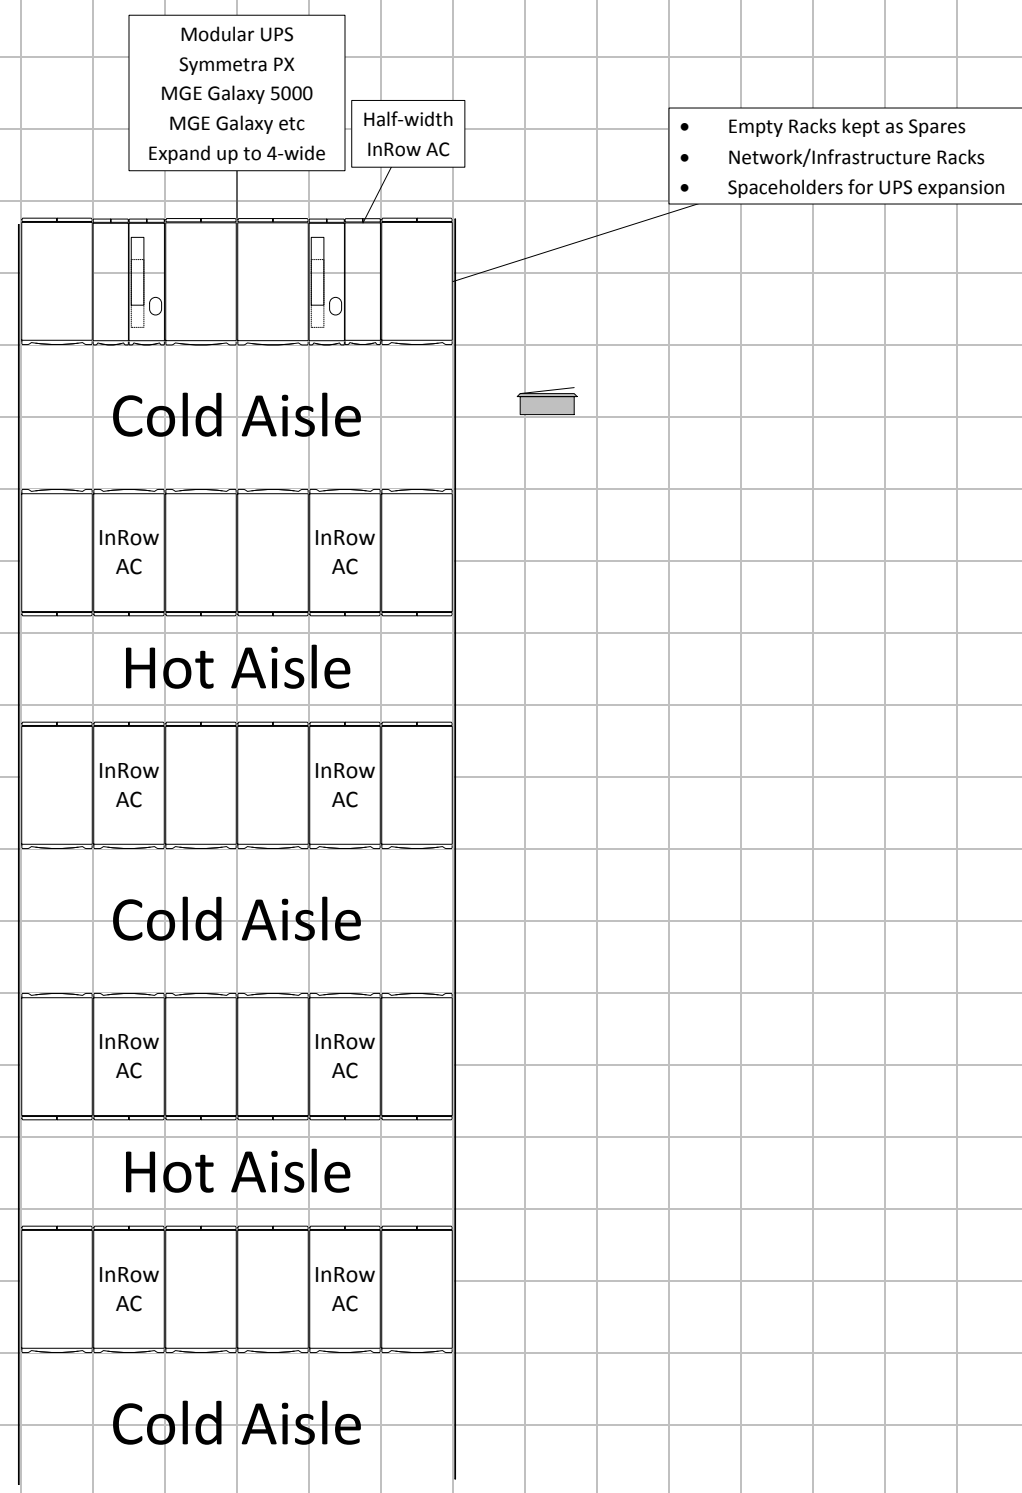 Modular UPS
Symmetra PX
MGE Galaxy 5000
MGE Galaxy etc
Expand up to 4-wide
Half-width
InRow AC
• Empty Racks kept as Spares
• Network/Infrastructure Racks
• Spaceholders for UPS expansion
Cold Aisle
InRow
AC
InRow
AC
Hot Aisle
InRow
AC
InRow
AC
Cold Aisle
InRow
AC
InRow
AC
Hot Aisle
InRow
AC
InRow
AC
Cold Aisle